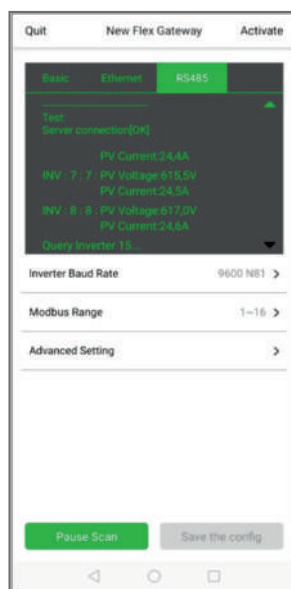 Quit New Flex Gateway Activate
Basic Ethernet RS485
Test:
Server connection[OK]
PV Current:24,4A
INV : 7 : 7 : PV Voltage:615,5V
PV Current:24,5A
INV : 8 : 8 : PV Voltage:617,0V
PV Current:24,6A
Query Inverter 15...
Inverter Baud Rate 9600 N81 >
Modbus Range 1~16 >
Advanced Setting >
Pause Scan Save the config